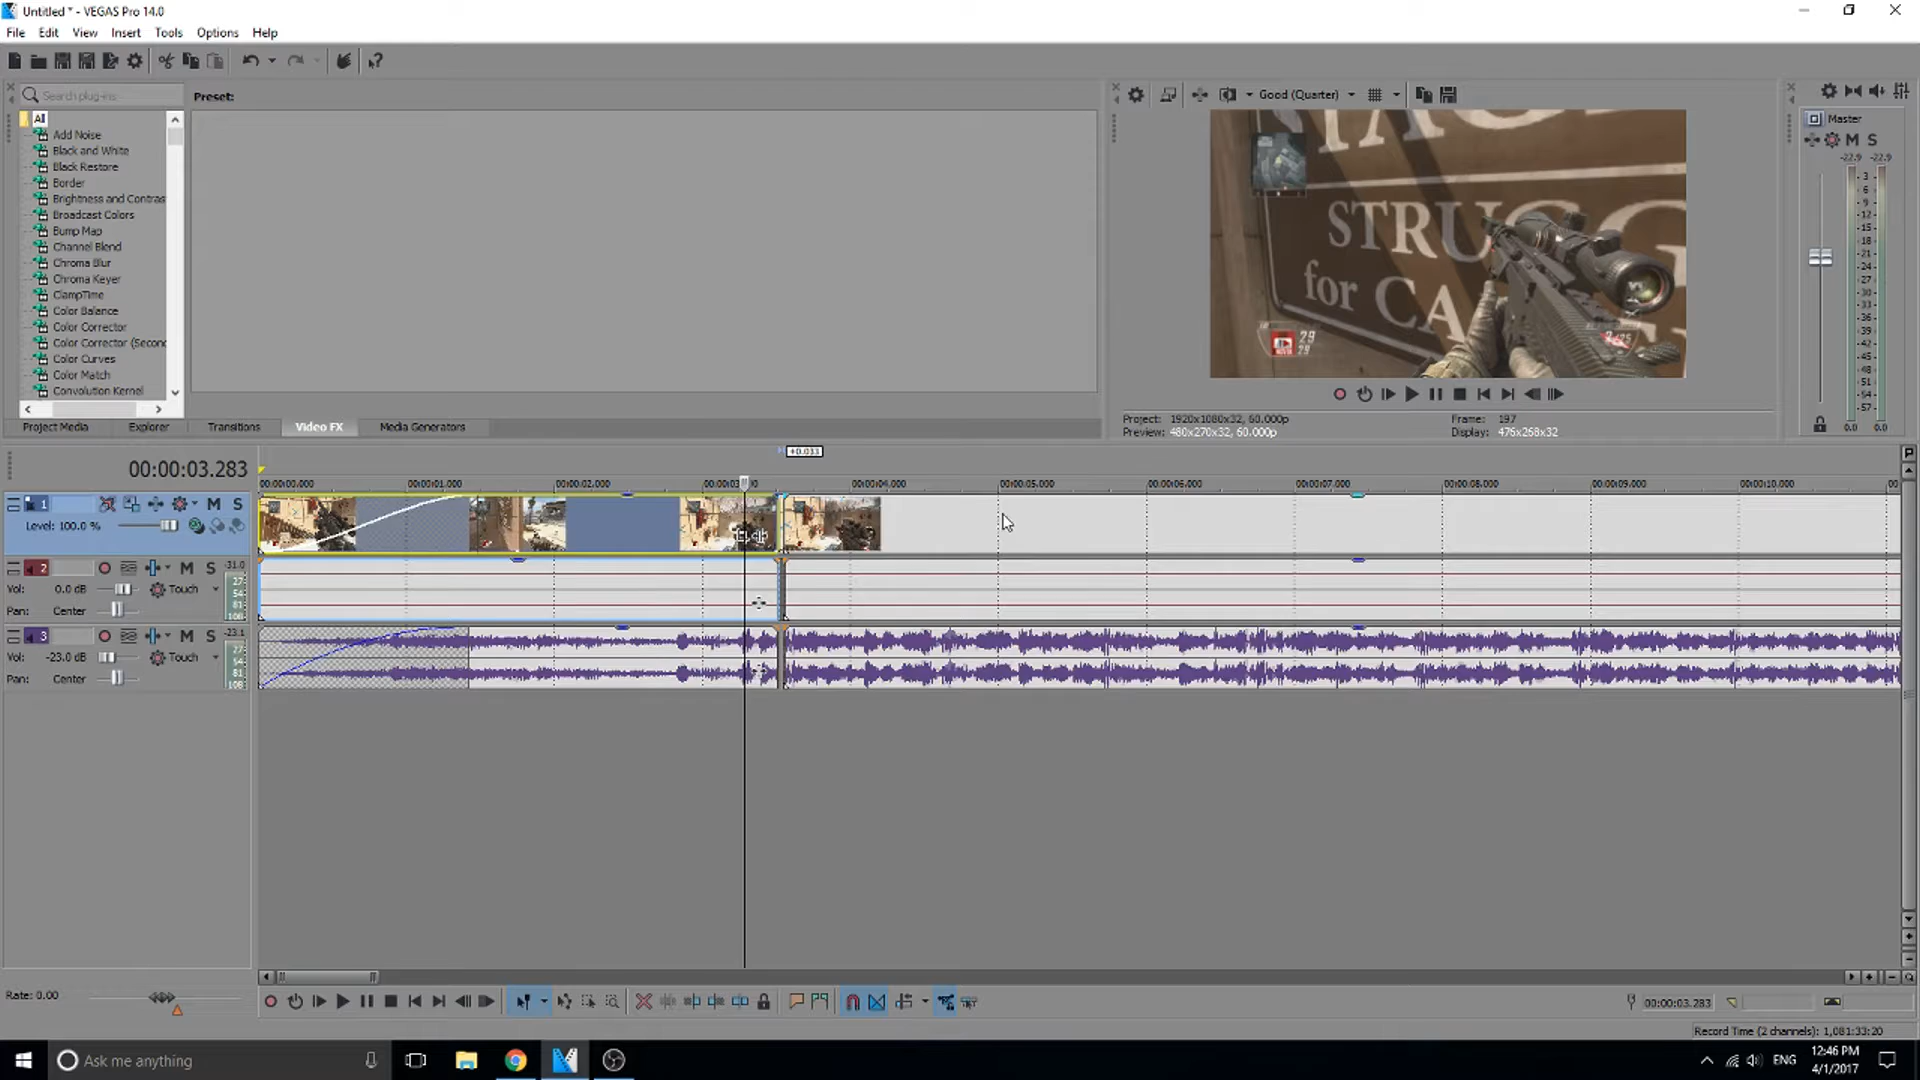 Untitled * - VEGAS Pro 14.0
File Edit View Insert Tools Options Help
Search plug-ins
Preset:
All
Add Noise
Black and White
Black Restore
Border
Brightness and Contras
Broadcast Colors
Bump Map
Channel Blend
Chroma Blur
Chroma Keyer
ClampTime
Color Balance
Color Corrector
Color Corrector (Secon
Color Curves
Color Match
Convolution Kernel
Project Media Explorer Transitions Video FX Media Generators
Good (Quarter)
STRUGG
for CA
29
29
Project: 1920x1080x32, 60.000p Frame: 197
Preview: 480x270x32, 60.000p Display: 476x268x32
Master
M S
-22.9 -22.9
3
6
9
12
15
18
21
24
27
30
33
36
39
42
45
48
51
54
57
0.0 0.0
+0.033
00:00:03.283
00:00:00.000 00:00:01.000 00:00:02.000 00:00:03 00:00:04.000 00:00:05.000 00:00:06.000 00:00:07.000 00:00:08.000 00:00:09.000 00:00:10.000 00
1 M S
Level: 100.0 %
2 M S -31.0
Vol: 0.0 dB Touch
Pan: Center
27
54
81
108
3 M S -23.1
Vol: -23.0 dB Touch
Pan: Center
27
54
81
108
Rate: 0.00
00:00:03.283
Record Time (2 channels): 1,081:33:20
Ask me anything
ENG
12:46 PM
4/1/2017